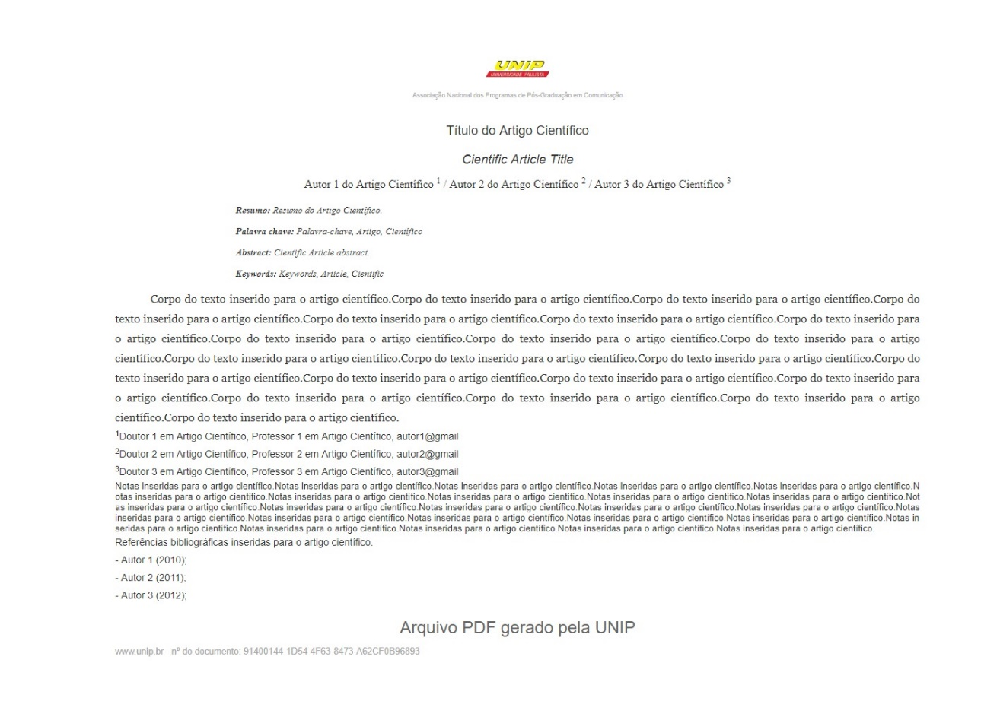 UNIP
UNIVERSIDADE PAULISTA
Associação Nacional dos Programas de Pós-Graduação em Comunicação
Título do Artigo Científico
Cientific Article Title
Autor 1 do Artigo Científico 1 / Autor 2 do Artigo Científico 2 / Autor 3 do Artigo Científico 3
Resumo: Resumo do Artigo Científico.
Palavra chave: Palavra-chave, Artigo, Científico
Abstract: Cientific Article abstract.
Keywords: Keywords, Article, Cientific
Corpo do texto inserido para o artigo científico.Corpo do texto inserido para o artigo científico.Corpo do texto inserido para o artigo científico.Corpo do
texto inserido para o artigo científico.Corpo do texto inserido para o artigo científico.Corpo do texto inserido para o artigo científico.Corpo do texto inserido para
o artigo científico.Corpo do texto inserido para o artigo científico.Corpo do texto inserido para o artigo científico.Corpo do texto inserido para o artigo
científico.Corpo do texto inserido para o artigo científico.Corpo do texto inserido para o artigo científico.Corpo do texto inserido para o artigo científico.Corpo do
texto inserido para o artigo científico.Corpo do texto inserido para o artigo científico.Corpo do texto inserido para o artigo científico.Corpo do texto inserido para
o artigo científico.Corpo do texto inserido para o artigo científico.Corpo do texto inserido para o artigo científico.Corpo do texto inserido para o artigo
científico.Corpo do texto inserido para o artigo científico.
1Doutor 1 em Artigo Científico, Professor 1 em Artigo Científico, autor1@gmail
2Doutor 2 em Artigo Científico, Professor 2 em Artigo Científico, autor2@gmail
3Doutor 3 em Artigo Científico, Professor 3 em Artigo Científico, autor3@gmail
Notas inseridas para o artigo científico.Notas inseridas para o artigo científico.Notas inseridas para o artigo científico.Notas inseridas para o artigo científico.Notas inseridas para o artigo científico.N
otas inseridas para o artigo científico.Notas inseridas para o artigo científico.Notas inseridas para o artigo científico.Notas inseridas para o artigo científico.Notas inseridas para o artigo científico.Not
as inseridas para o artigo científico.Notas inseridas para o artigo científico.Notas inseridas para o artigo científico.Notas inseridas para o artigo científico.Notas inseridas para o artigo científico.Notas
inseridas para o artigo científico.Notas inseridas para o artigo científico.Notas inseridas para o artigo científico.Notas inseridas para o artigo científico.Notas inseridas para o artigo científico.Notas in
seridas para o artigo científico.Notas inseridas para o artigo científico.Notas inseridas para o artigo científico.Notas inseridas para o artigo científico.Notas inseridas para o artigo científico.
Referências bibliográficas inseridas para o artigo científico.
- Autor 1 (2010);
- Autor 2 (2011);
- Autor 3 (2012);
Arquivo PDF gerado pela UNIP
www.unip.br - nº do documento: 91400144-1D54-4F63-8473-A62CF0B96893